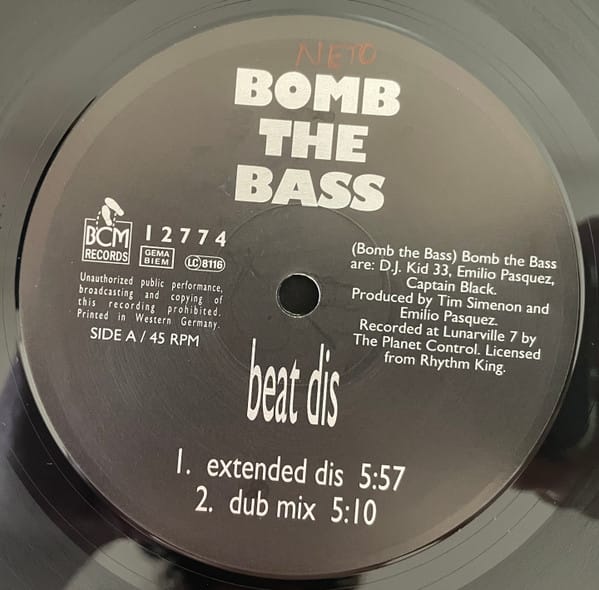 NETO
BOMB
THE
BASS
BCM
RECORDS
12774
GEMA
BIEM
LC 8116
Unauthorized public performance,
broadcasting and copying of
this recording prohibited.
Printed in Western Germany.
SIDE A / 45 RPM
(Bomb the Bass) Bomb the Bass
are: D.J. Kid 33, Emilio Pasquez,
Captain Black.
Produced by Tim Simenon and
Emilio Pasquez.
Recorded at Lunarville 7 by
The Planet Control. Licensed
from Rhythm King.
beat dis
1. extended dis 5:57
2. dub mix 5:10